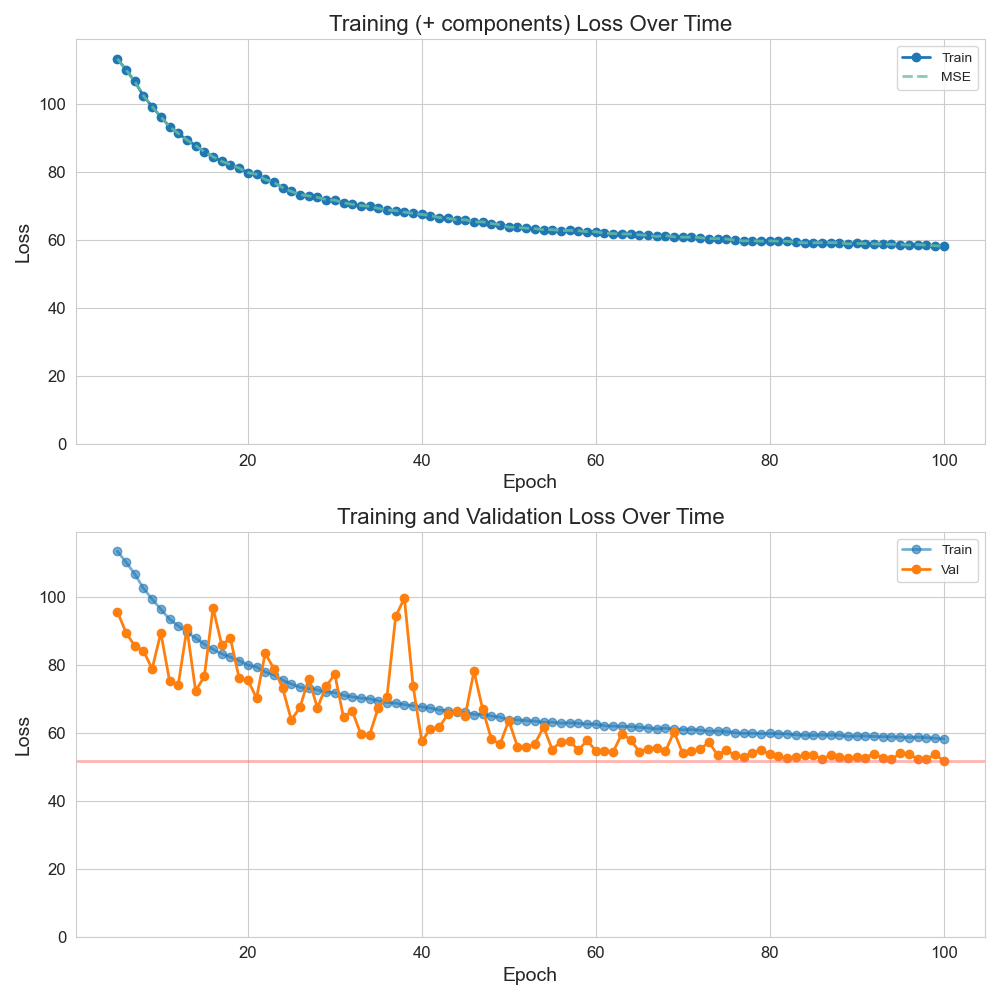 Training (+ components) Loss Over Time
Train
MSE
Loss
100
80
60
40
20
0
20 40 60 80 100
Epoch
Training and Validation Loss Over Time
Train
Val
Loss
100
80
60
40
20
0
20 40 60 80 100
Epoch